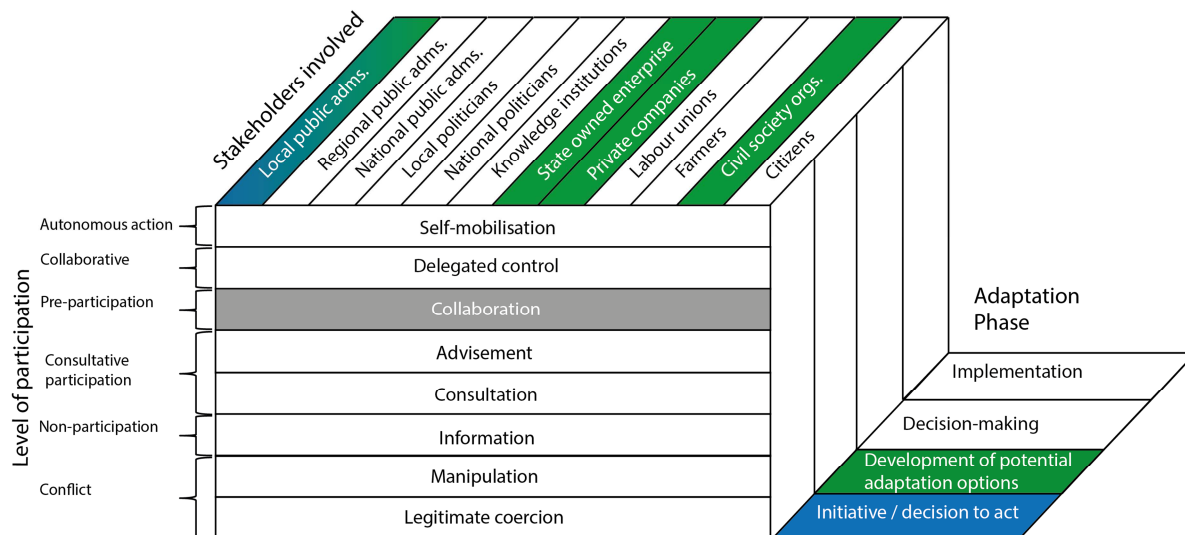 Stakeholders involved
Local public adms.
Regional public adms.
National public adms.
Local politicians
National politicians
Knowledge institutions
State owned enterprise
Private companies
Labour unions
Farmers
Civil society orgs.
Citizens
Level of participation
Autonomous action
Collaborative
Pre-participation
Consultative
participation
Non-participation
Conflict
Self-mobilisation
Delegated control
Collaboration
Advisement
Consultation
Information
Manipulation
Legitimate coercion
Adaptation
Phase
Implementation
Decision-making
Development of potential
adaptation options
Initiative / decision to act